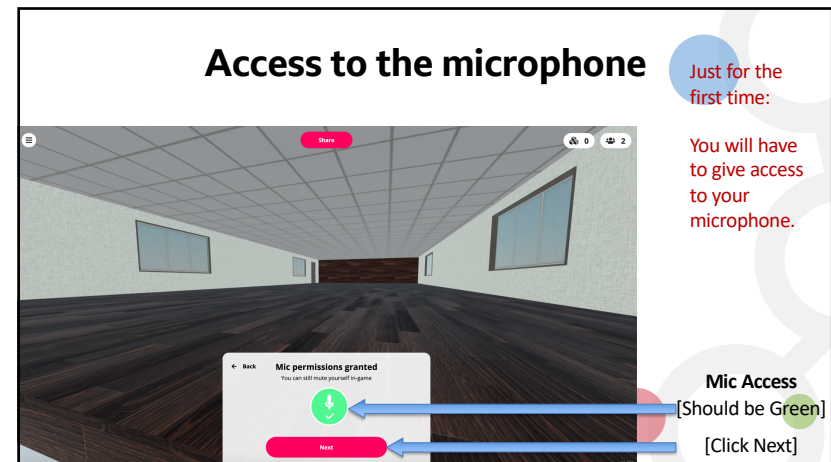 Access to the microphone
Just for the
first time:
You will have
to give access
to your
microphone.
Share
0
2
← Back
Mic permissions granted
You can still mute yourself in-game
Next
Mic Access
[Should be Green]
[Click Next]